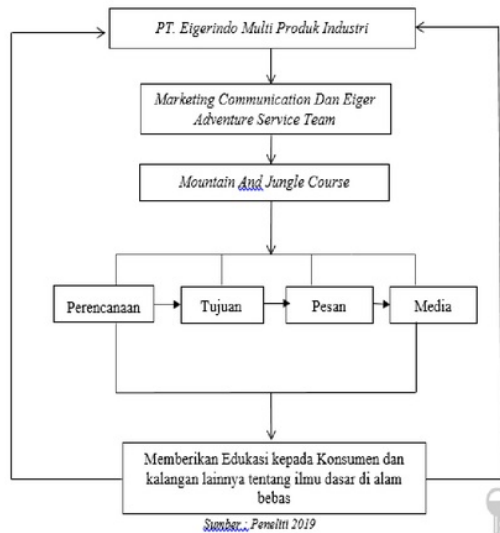 PT. Eigerindo Multi Produk Industri
Marketing Communication Dan Eiger
Adventure Service Team
Mountain And Jungle Course
Perencanaan
Tujuan
Pesan
Media
Memberikan Edukasi kepada Konsumen dan
kalangan lainnya tentang ilmu dasar di alam
bebas
Sumber : Peneliti 2019